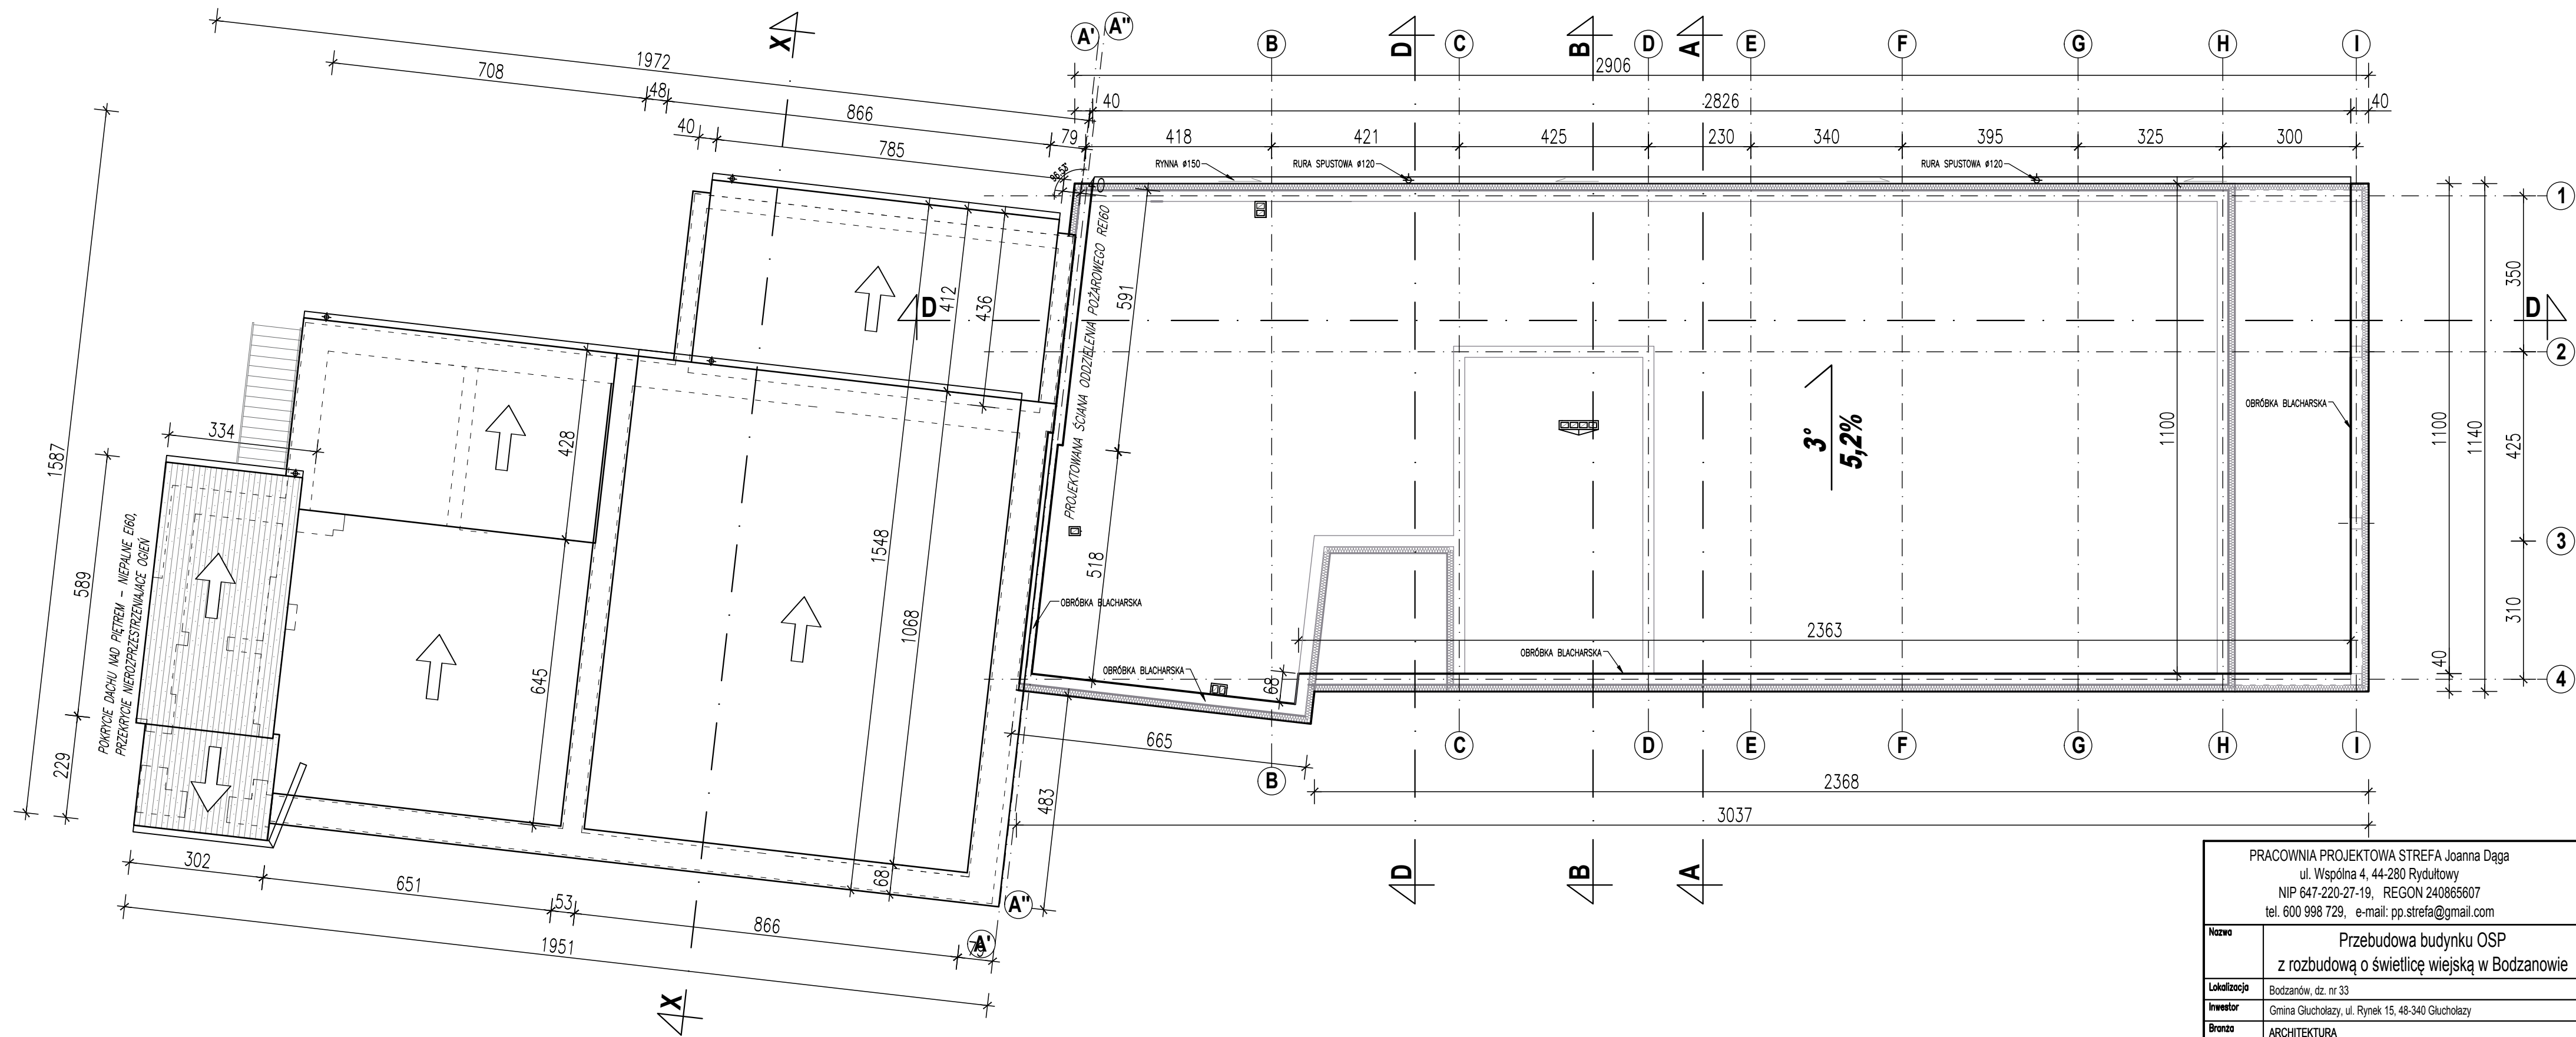 A'
A"
B
D
C
B
D
A
E
F
G
H
I
X
1972
2906
708
48
866
40
2826
40
40
785
79
418
421
425
230
340
395
325
300
RYNNA ø150
RURA SPUSTOWA ø120
RURA SPUSTOWA ø120
86,53°
1
PROJEKTOWANA ŚCIANA ODDZIELENIA POŻAROWEGO REI60
591
412
436
D
350
D
2
1587
334
428
589
1548
1068
518
3°
5,2%
1100
1100
1140
425
OBRÓBKA BLACHARSKA
3
POKRYCIE DACHU NAD PIĘTREM – NIEPALNE EI60,
PRZEKRYCIE NIEROZPRZESTRZENIAJĄCE OGIEŃ
OBRÓBKA BLACHARSKA
310
2363
645
OBRÓBKA BLACHARSKA
OBRÓBKA BLACHARSKA
68
40
4
229
665
C
D
E
F
G
H
I
B
483
2368
3037
302
651
53
866
79
68
1951
A"
A'
D
B
A
X
PRACOWNIA PROJEKTOWA STREFA Joanna Dąga
ul. Wspólna 4, 44-280 Rydułtowy
NIP 647-220-27-19, REGON 240865607
tel. 600 998 729, e-mail: pp.strefa@gmail.com
Nazwa
Przebudowa budynku OSP
z rozbudową o świetlicę wiejską w Bodzanowie
Lokalizacja Bodzanów, dz. nr 33
Inwestor Gmina Głuchołazy, ul. Rynek 15, 48-340 Głuchołazy
Branża ARCHITEKTURA